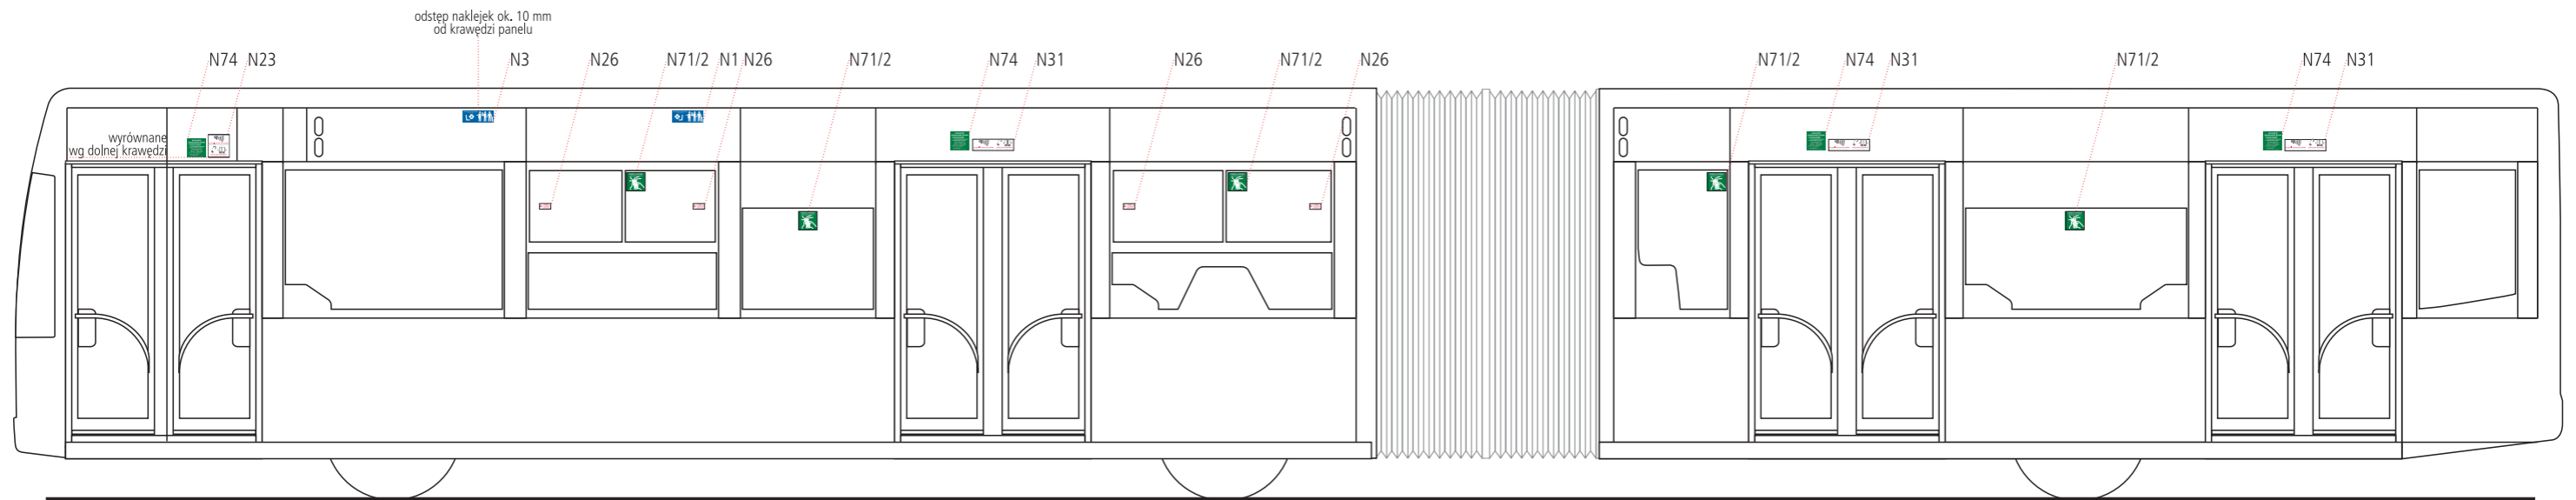 odstęp naklejek ok. 10 mm
od krawędzi panelu
N74 N23 N3 N26 N71/2 N1 N26 N71/2 N74 N31 N26 N71/2 N26 N71/2 N74 N31 N71/2 N74 N31
wyrównane
wg dolnej krawędzi